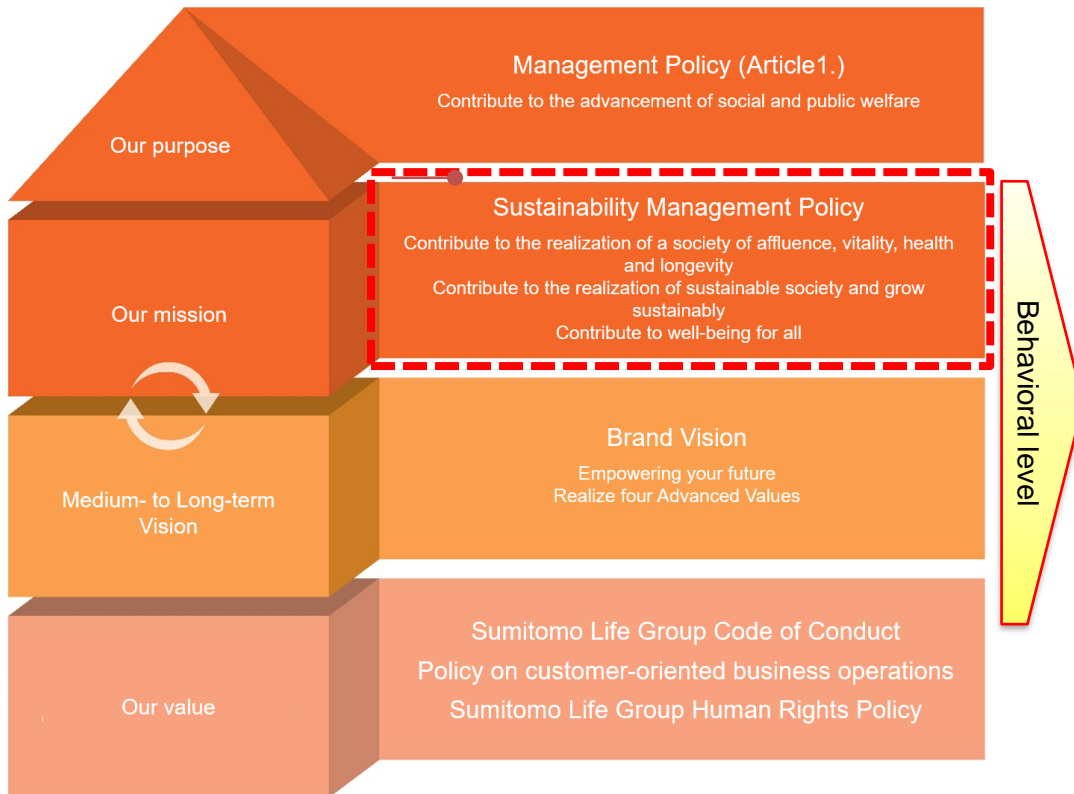 Management Policy (Article1.)
Contribute to the advancement of social and public welfare
Our purpose
Sustainability Management Policy
Contribute to the realization of a society of affluence, vitality, health
and longevity
Contribute to the realization of sustainable society and grow
sustainably
Contribute to well-being for all
Our mission
Behavioral level
Brand Vision
Empowering your future
Realize four Advanced Values
Medium- to Long-term
Vision
Sumitomo Life Group Code of Conduct
Policy on customer-oriented business operations
Sumitomo Life Group Human Rights Policy
Our value